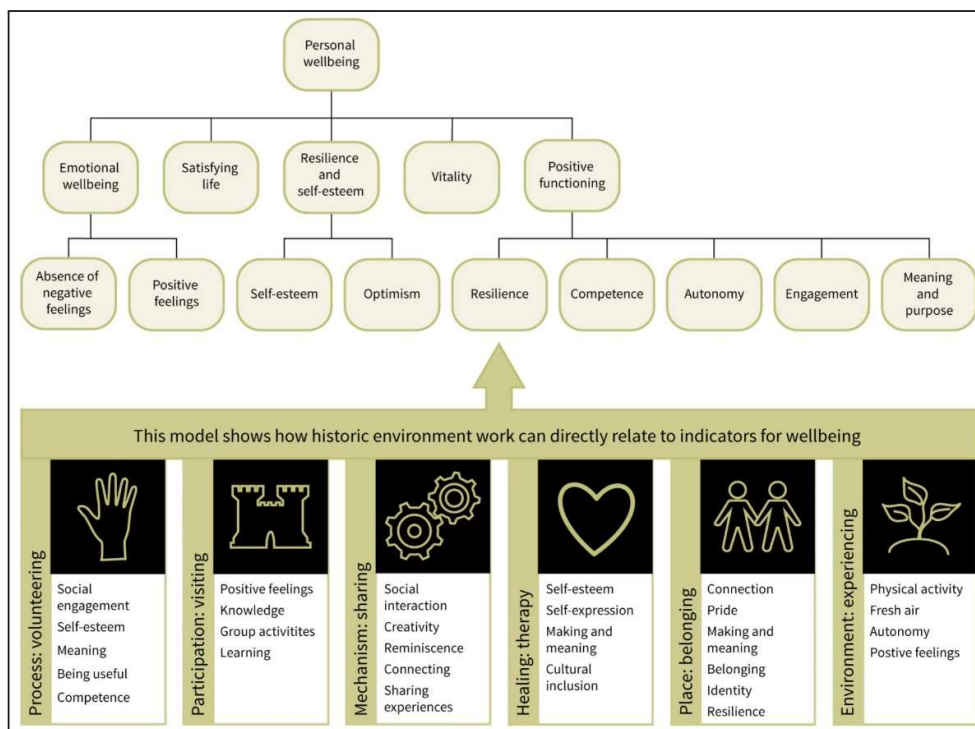 Personal
wellbeing
Emotional
wellbeing
Satisfying
life
Resilience
and
self-esteem
Vitality
Positive
functioning
Absence of
negative
feelings
Positive
feelings
Self-esteem
Optimism
Resilience
Competence
Autonomy
Engagement
Meaning
and
purpose
This model shows how historic environment work can directly relate to indicators for wellbeing
Process: volunteering
Social
engagement
Self-esteem
Meaning
Being useful
Competence
Participation: visiting
Positive feelings
Knowledge
Group activitites
Learning
Mechanism: sharing
Social
interaction
Creativity
Reminiscence
Connecting
Sharing
experiences
Healing: therapy
Self-esteem
Self-expression
Making and
meaning
Cultural
inclusion
Place: belonging
Connection
Pride
Making and
meaning
Belonging
Identity
Resilience
Environment: experiencing
Physical activity
Fresh air
Autonomy
Postive feelings